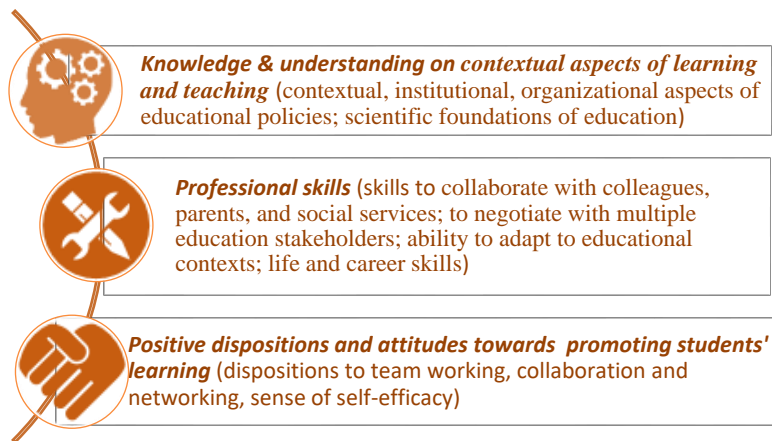 Knowledge & understanding on contextual aspects of learning
and teaching (contextual, institutional, organizational aspects of
educational policies; scientific foundations of education)
Professional skills (skills to collaborate with colleagues,
parents, and social services; to negotiate with multiple
education stakeholders; ability to adapt to educational
contexts; life and career skills)
Positive dispositions and attitudes towards promoting students'
learning (dispositions to team working, collaboration and
networking, sense of self-efficacy)